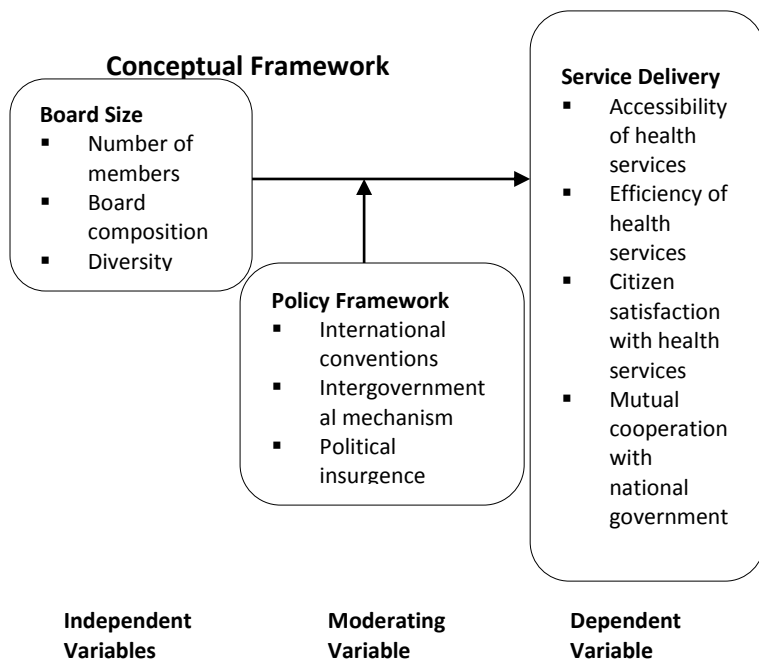 Conceptual Framework
Board Size
▪ Number of
members
▪ Board
composition
▪ Diversity
Policy Framework
▪ International
conventions
▪ Intergovernment
al mechanism
▪ Political
insurgence
Service Delivery
▪ Accessibility
of health
services
▪ Efficiency of
health
services
▪ Citizen
satisfaction
with health
services
▪ Mutual
cooperation
with
national
government
Independent
Variables
Moderating
Variable
Dependent
Variable